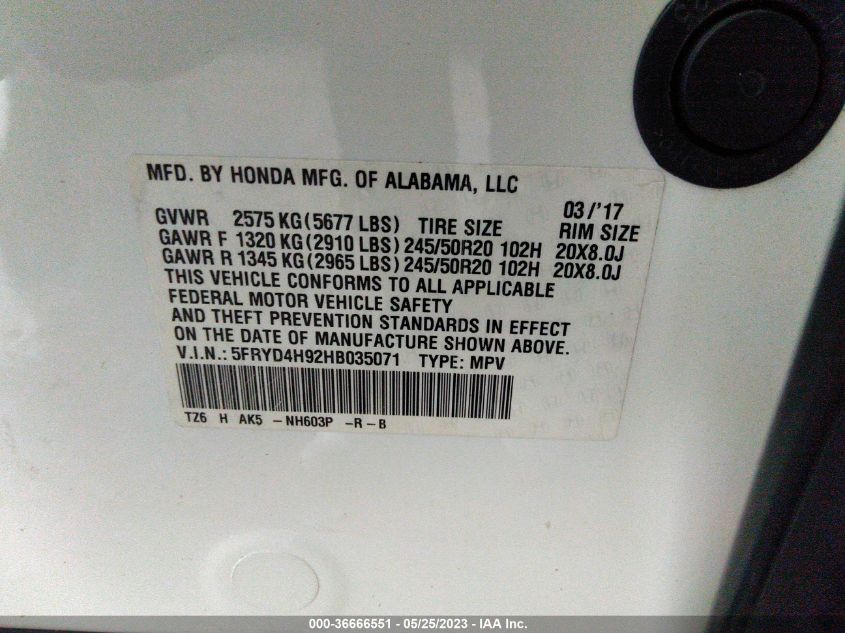 MFD. BY HONDA MFG. OF ALABAMA, LLC
03/'17
GVWR 2575 KG(5677 LBS) TIRE SIZE RIM SIZE
GAWR F 1320 KG(2910 LBS) 245/50R20 102H 20X8.0J
GAWR R 1345 KG(2965 LBS) 245/50R20 102H 20X8.0J
THIS VEHICLE CONFORMS TO ALL APPLICABLE
FEDERAL MOTOR VEHICLE SAFETY
AND THEFT PREVENTION STANDARDS IN EFFECT
ON THE DATE OF MANUFACTURE SHOWN ABOVE.
V.I.N.: 5FRYD4H92HB035071 TYPE: MPV
TZ6 H AK5 -NH603P -R-B
000-36666551 - 05/25/2023 - IAA Inc.